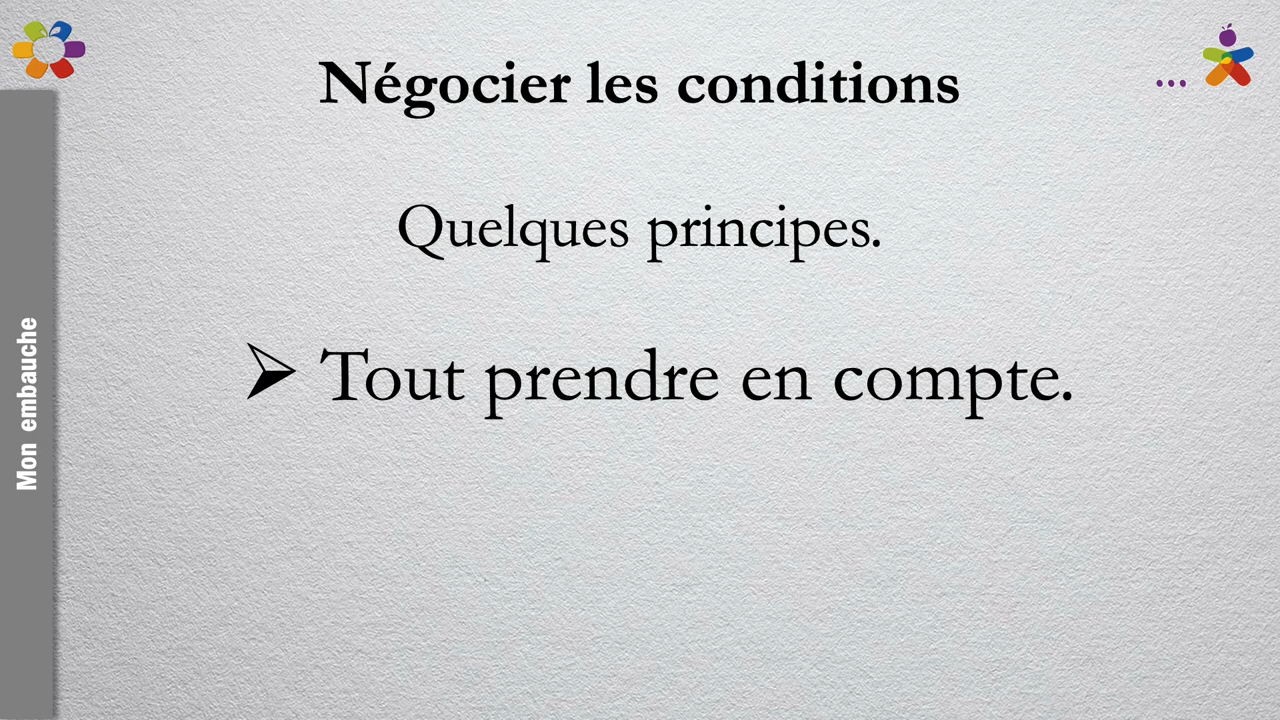 Négocier les conditions
...
Quelques principes.
➢ Tout prendre en compte.
Mon embauche